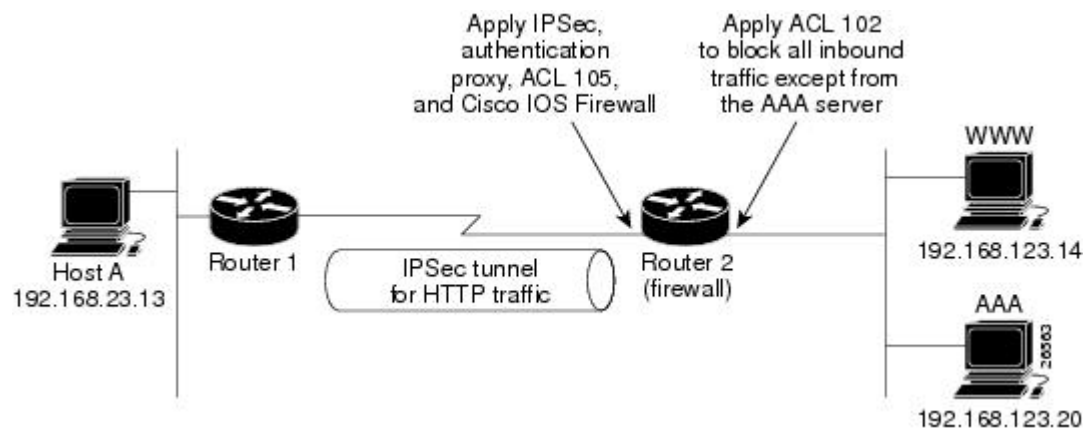 Apply IPSec,
authentication
proxy, ACL 105,
and Cisco IOS Firewall
Apply ACL 102
to block all inbound
traffic except from
the AAA server
WWW
192.168.123.14
Host A
192.168.23.13
Router 1
IPSec tunnel
for HTTP traffic
Router 2
(firewall)
AAA
26563
192.168.123.20